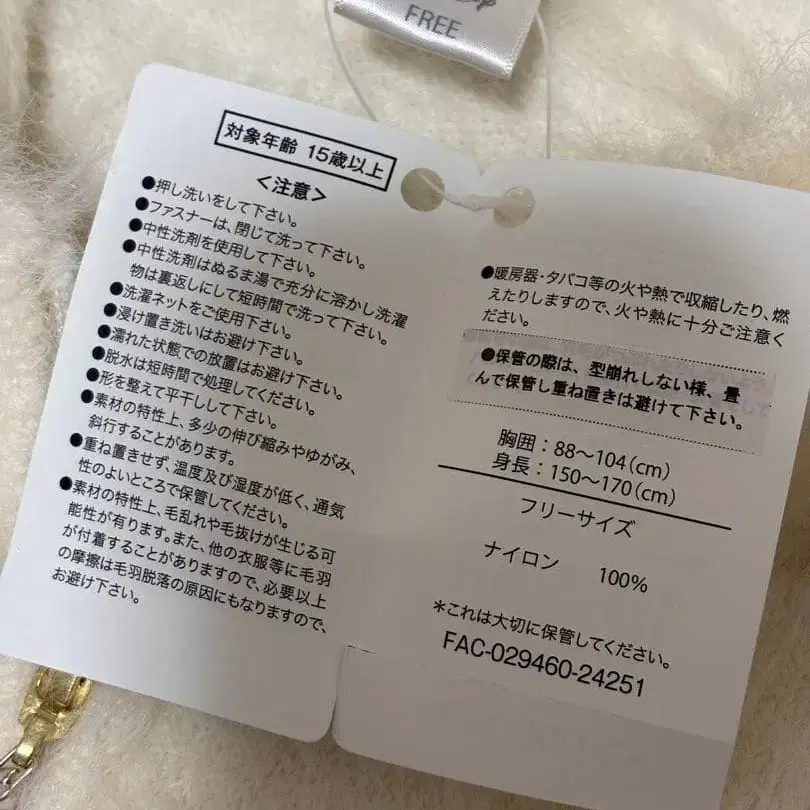 FREE
対象年齢 15歳以上
＜注意＞
●押し洗いをして下さい。
●ファスナーは、閉じて洗って下さい。
●中性洗剤を使用して下さい。
●中性洗剤はぬるま湯で充分に溶かし洗濯
物は裏返しにして短時間で洗って下さい。
●洗濯ネットをご使用下さい。
●浸け置き洗いはお避け下さい。
●濡れた状態での放置はお避け下さい。
●脱水は短時間で処理してください。
●形を整えて平干しして下さい。
●素材の特性上、多少の伸び縮みやゆがみ、
斜行することがあります。
●重ね置きせず、温度及び湿度が低く、通気
性のよいところで保管してください。
●素材の特性上、毛乱れや毛抜けが生じる可
能性が有ります。また、他の衣服等に毛羽
が付着することがありますので、必要以上
の摩擦は毛羽脱落の原因にもなりますので、
お避け下さい。
●暖房器・タバコ等の火や熱で収縮したり、燃
えたりしますので、火や熱に十分ご注意く
ださい。
●保管の際は、型崩れしない様、畳
んで保管し重ね置きは避けて下さい。
胸囲：88〜104(cm)
身長：150〜170(cm)
フリーサイズ
ナイロン 100%
＊これは大切に保管してください。
FAC-029460-24251